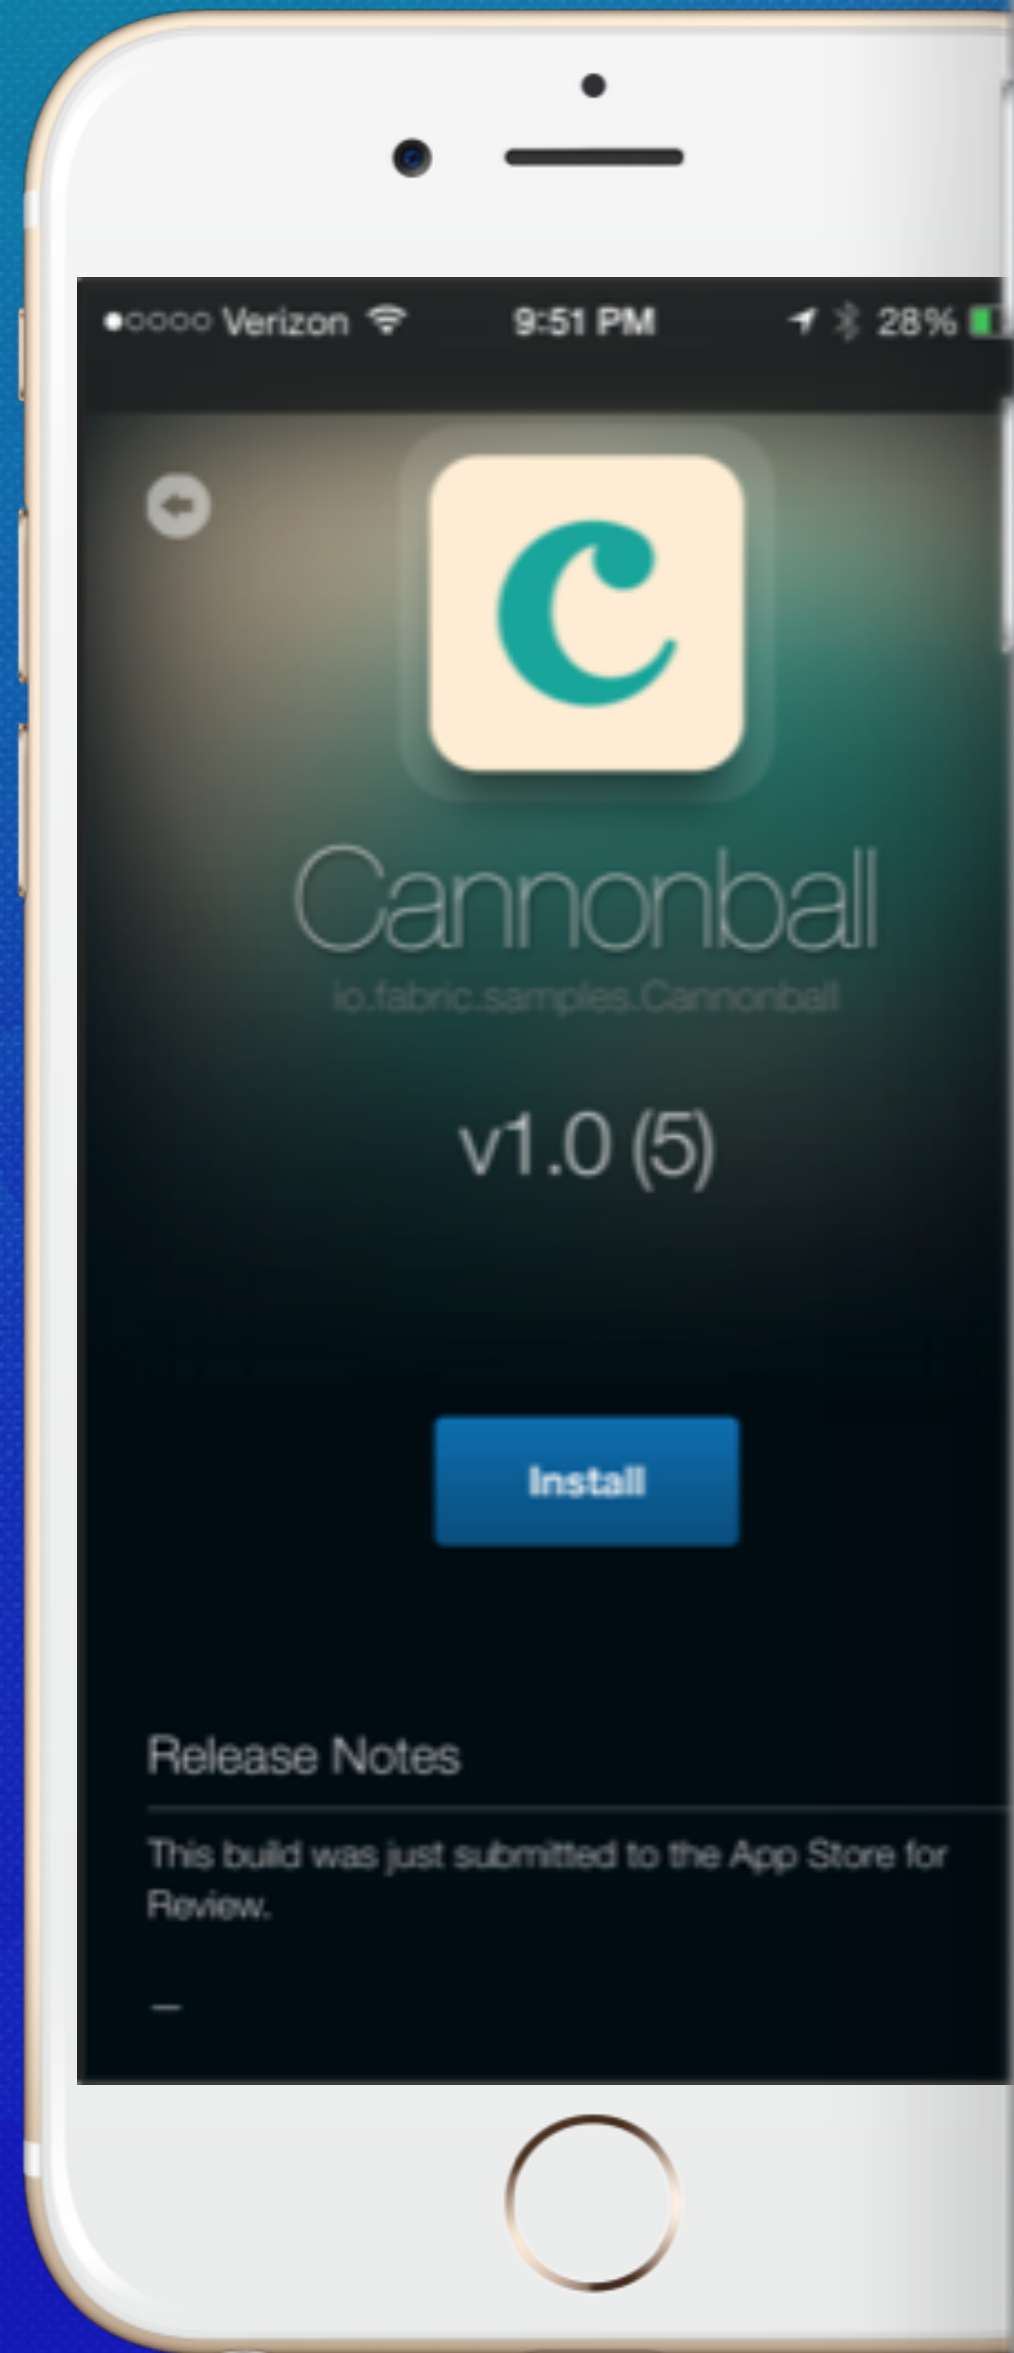 Verizon 9:51 PM 28%
C
Cannonball
io.fabric.samples.Cannonball
v1.0 (5)
Install
Release Notes
This build was just submitted to the App Store for
Review.
—